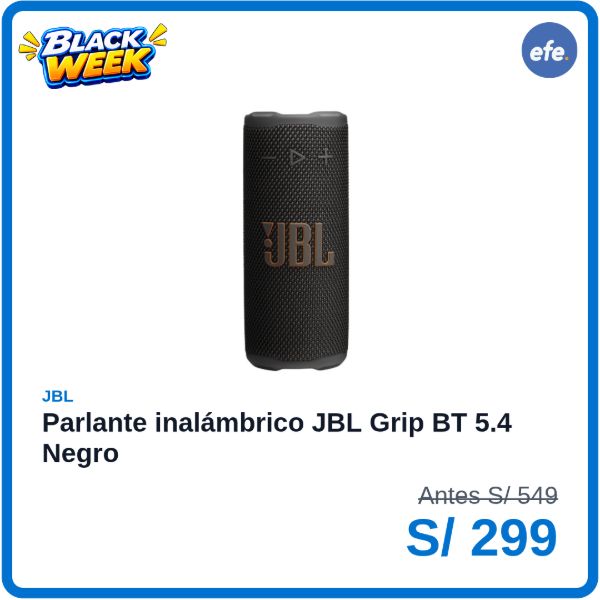 BLACK
WEEK
efe.
JBL
JBL
Parlante inalámbrico JBL Grip BT 5.4
Negro
Antes S/ 549
S/ 299